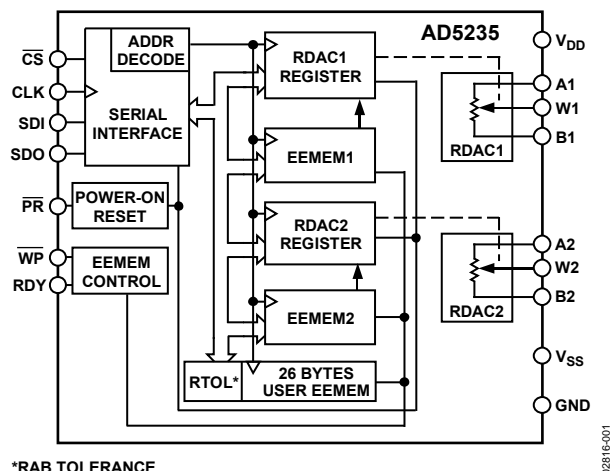 AD5235
CS
CLK
SDI
SDO
PR
WP
RDY
ADDR
DECODE
SERIAL
INTERFACE
POWER-ON
RESET
EEMEM
CONTROL
RDAC1
REGISTER
EEMEM1
RDAC2
REGISTER
EEMEM2
RTOL*
26 BYTES
USER EEMEM
RDAC1
RDAC2
VDD
A1
W1
B1
A2
W2
B2
VSS
GND
*RAB TOLERANCE
02816-001